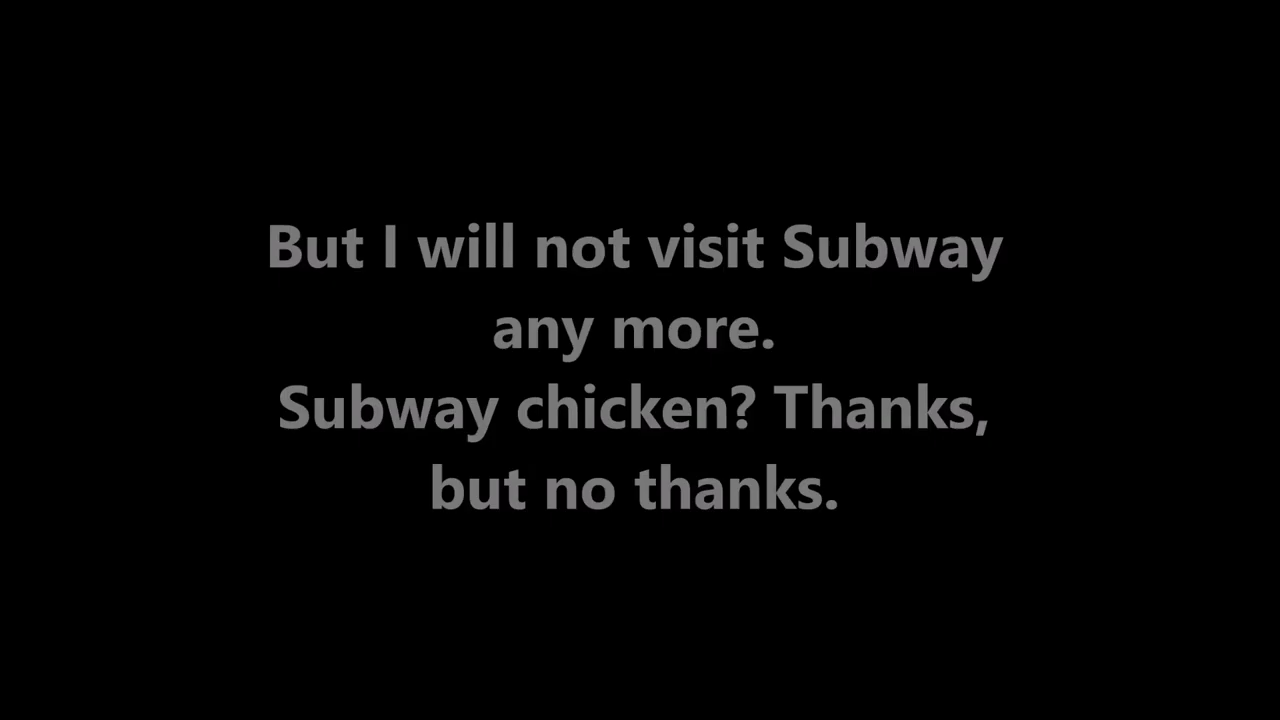 But I will not visit Subway
any more.
Subway chicken? Thanks,
but no thanks.